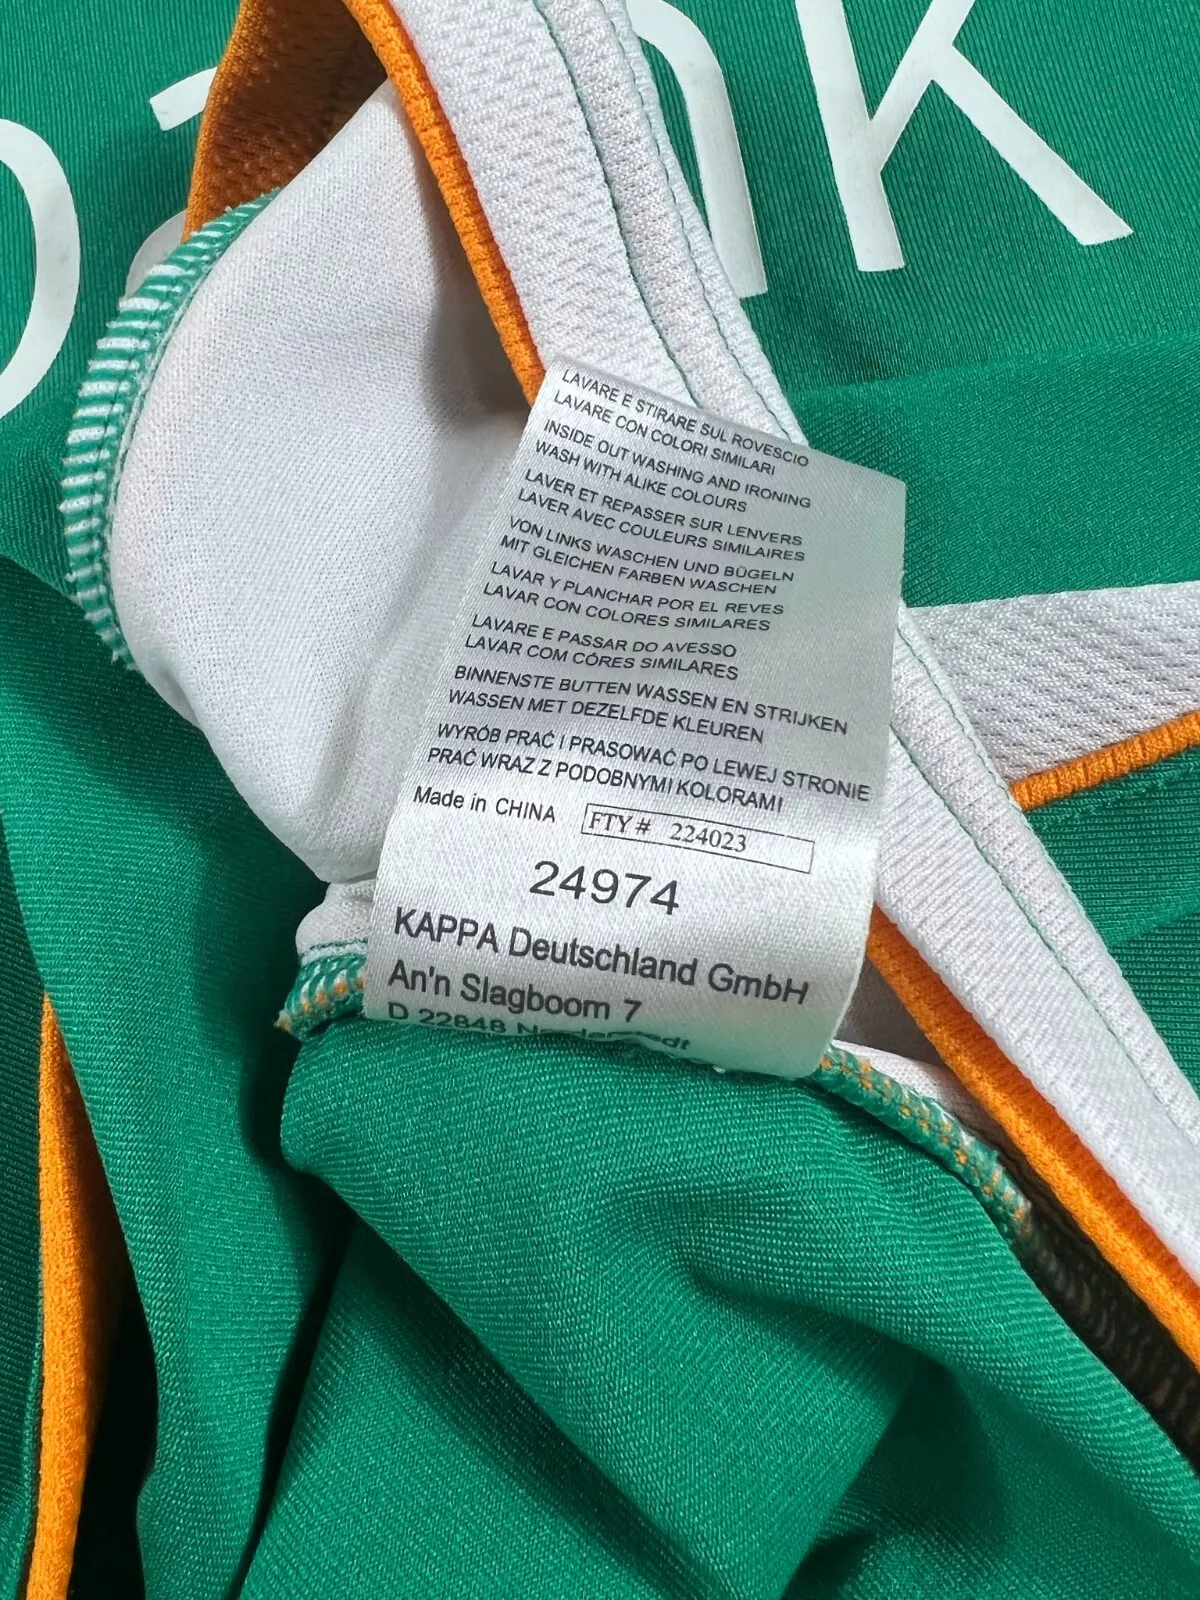 bank
LAVARE E STIRARE SUL ROVESCIO
LAVARE CON COLORI SIMILARI
INSIDE OUT WASHING AND IRONING
WASH WITH ALIKE COLOURS
LAVER ET REPASSER SUR LENVERS
LAVER AVEC COULEURS SIMILAIRES
VON LINKS WASCHEN UND BÜGELN
MIT GLEICHEN FARBEN WASCHEN
LAVAR Y PLANCHAR POR EL REVES
LAVAR CON COLORES SIMILARES
LAVARE E PASSAR DO AVESSO
LAVAR COM CÓRES SIMILARES
BINNENSTE BUTTEN WASSEN EN STRIJKEN
WASSEN MET DEZELFDE KLEUREN
WYRÓB PRAĆ I PRASOWAĆ PO LEWEJ STRONIE
PRAĆ WRAZ Z PODOBNYMI KOLORAMI
Made in CHINA FTY # 224023
24974
KAPPA Deutschland GmbH
An'n Slagboom 7
D 22848 Norderstedt